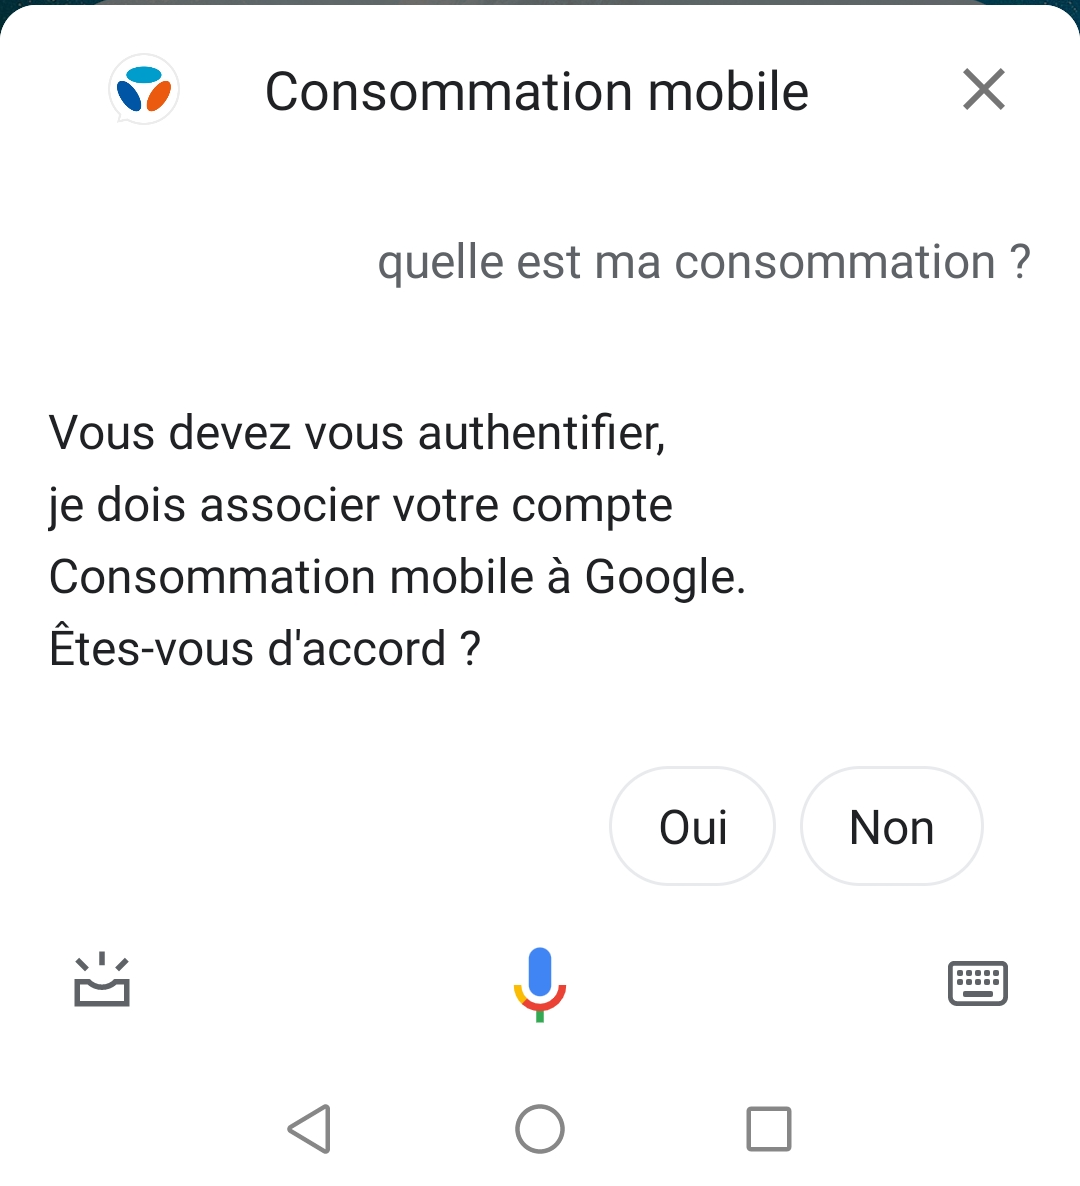 Consommation mobile
quelle est ma consommation ?
Vous devez vous authentifier,
je dois associer votre compte
Consommation mobile à Google.
Êtes-vous d'accord ?
Oui Non